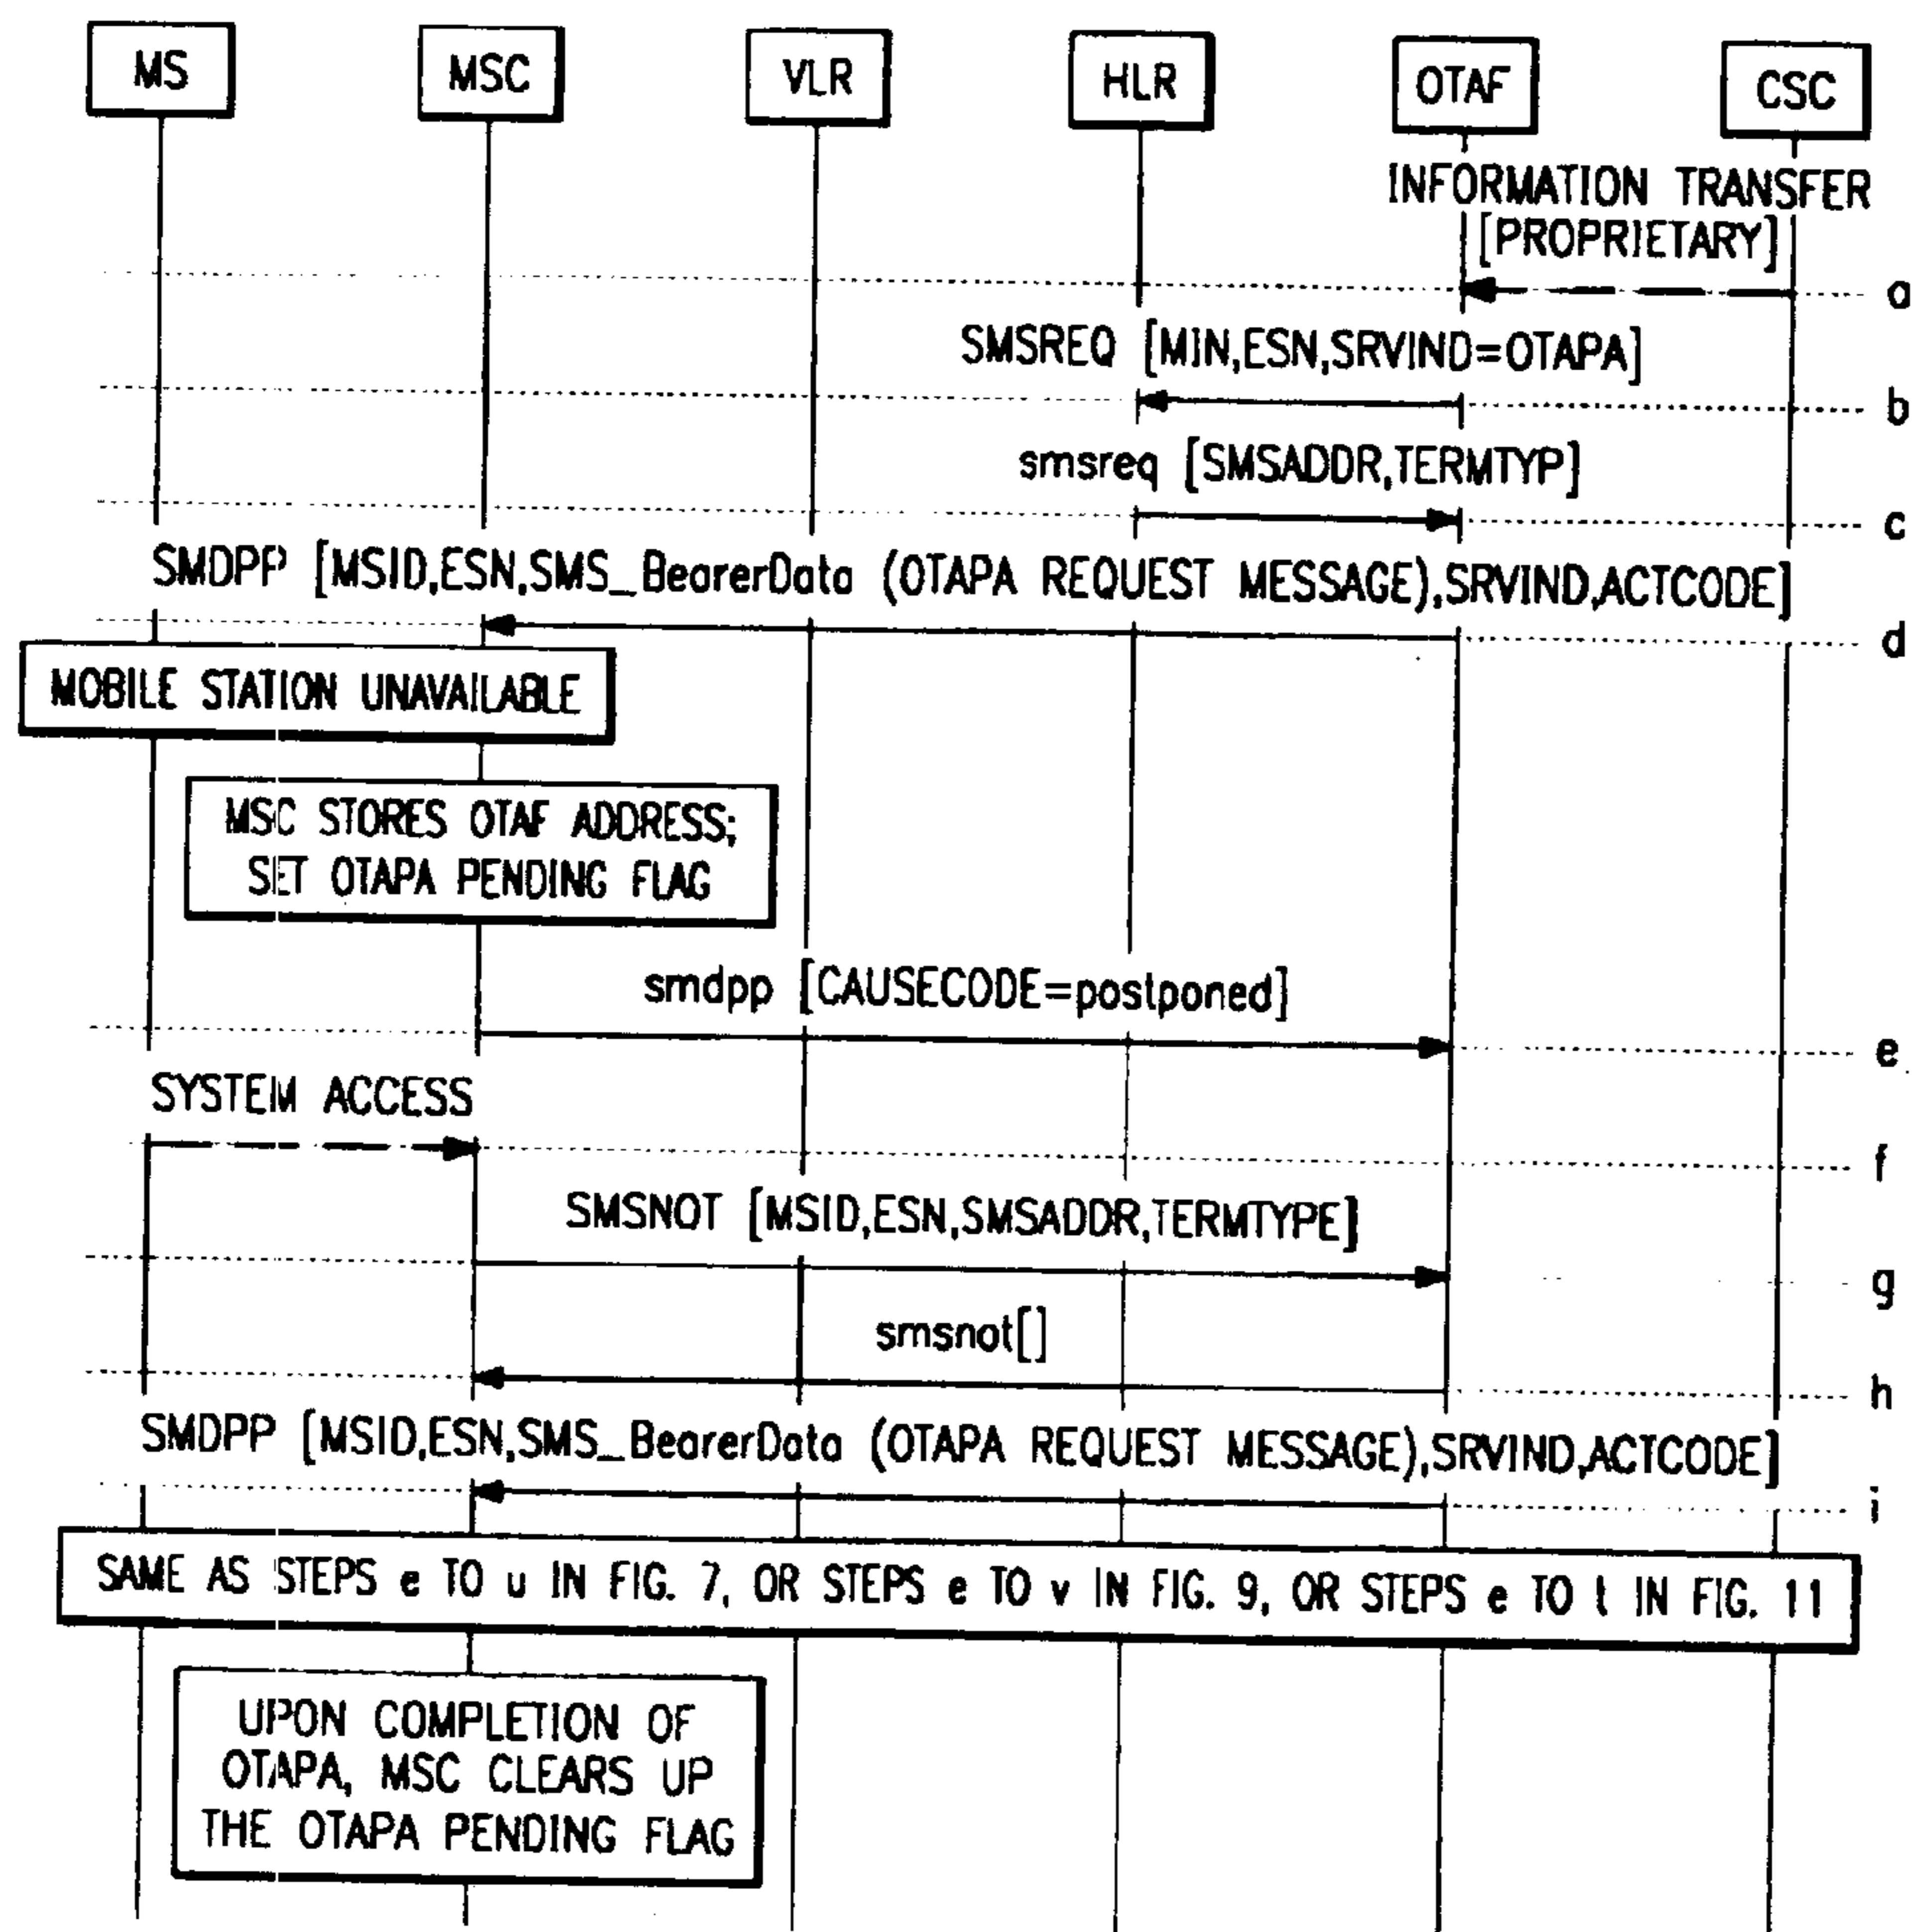 MS MSC VLR HLR OTAF CSC
INFORMATION TRANSFER
[PROPRIETARY]
a
SMSREQ [MIN,ESN,SRVIND=OTAPA]
b
smsreq [SMSADDR,TERMTYP]
c
SMDPP [MSID,ESN,SMS_BearerData (OTAPA REQUEST MESSAGE),SRVIND,ACTCODE]
d
MOBILE STATION UNAVAILABLE
MSC STORES OTAF ADDRESS;
SET OTAPA PENDING FLAG
smdpp [CAUSECODE=postponed]
e
SYSTEM ACCESS
f
SMSNOT [MSID,ESN,SMSADDR,TERMTYPE]
g
smsnot[]
h
SMDPP [MSID,ESN,SMS_BearerData (OTAPA REQUEST MESSAGE),SRVIND,ACTCODE]
i
SAME AS STEPS e TO u IN FIG. 7, OR STEPS e TO v IN FIG. 9, OR STEPS e TO t IN FIG. 11
UPON COMPLETION OF
OTAPA, MSC CLEARS UP
THE OTAPA PENDING FLAG